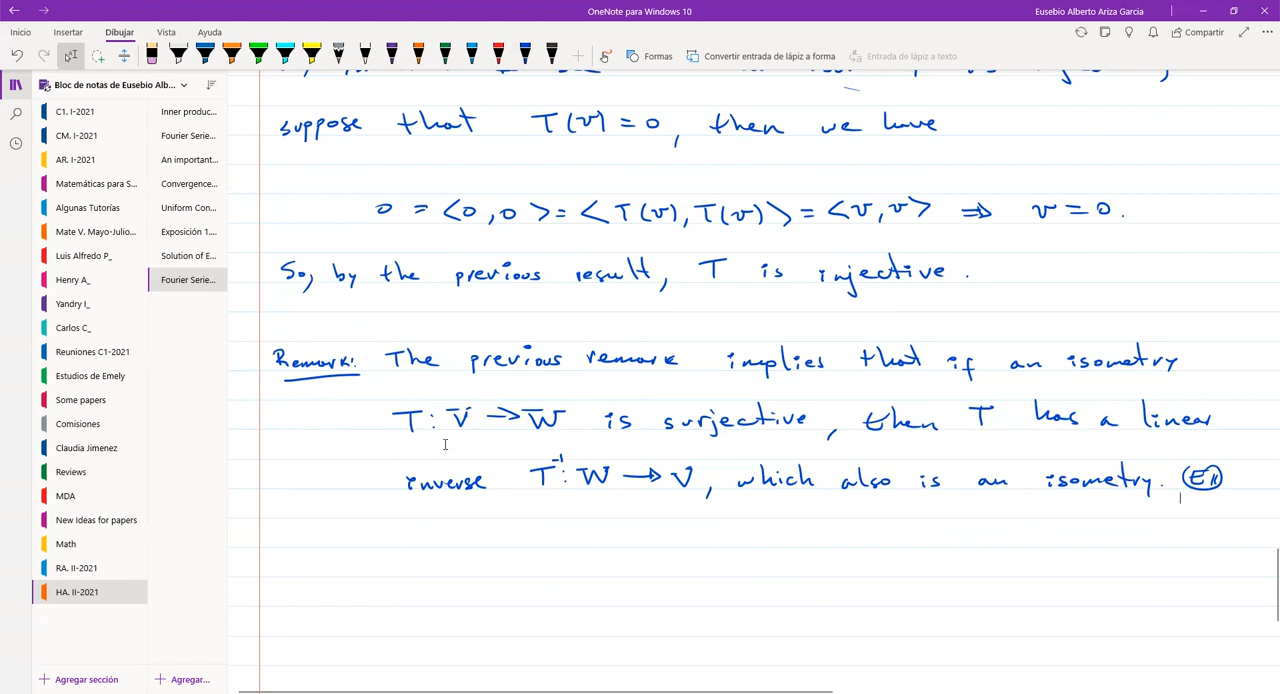 OneNote para Windows 10
Eusebio Alberto Ariza Garcia
Inicio Insertar Dibujar Vista Ayuda
Compartir
Formas
Convertir entrada de lápiz a forma
Entrada de lápiz a texto
Bloc de notas de Eusebio Alb...
C1. I-2021
CM. I-2021
AR. I-2021
Matemáticas para S...
Algunas Tutorías
Mate V. Mayo-Julio...
Luis Alfredo P_
Henry A_
Yandry I_
Carlos C_
Reuniones C1-2021
Estudios de Emely
Some papers
Comisiones
Claudia Jimenez
Reviews
MDA
New Ideas for papers
Math
RA. II-2021
HA. II-2021
Agregar sección
Inner produc...
Fourier Serie...
An important...
Convergence...
Uniform Con...
Exposición 1....
Solution of E...
Fourier Serie...
Agregar...
suppose that T(v) = 0, then we have
0 = <0,0> = <T(v), T(v)> = <v,v> ⇒ v = 0.
So, by the previous result, T is injective.
Remark: The previous remark implies that if an isometry
T: V → W is surjective, then T has a linear
inverse T⁻¹: W → V, which also is an isometry.